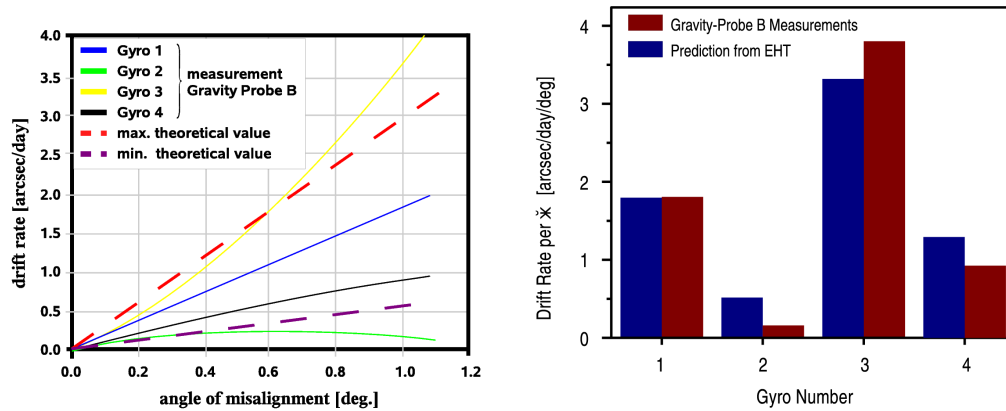 4.0
3.5
3.0
2.5
2.0
1.5
1.0
0.5
0.0
drift rate [arcsec/day]
Gyro 1
Gyro 2
Gyro 3
Gyro 4
measurement
Gravity Probe B
max. theoretical value
min. theoretical value
0.0 0.2 0.4 0.6 0.8 1.0 1.2
angle of misalignment [deg.]
Gravity-Probe B Measurements
Prediction from EHT
4
3
2
1
0
Drift Rate per ӂ [arcsec/day/deg]
1 2 3 4
Gyro Number